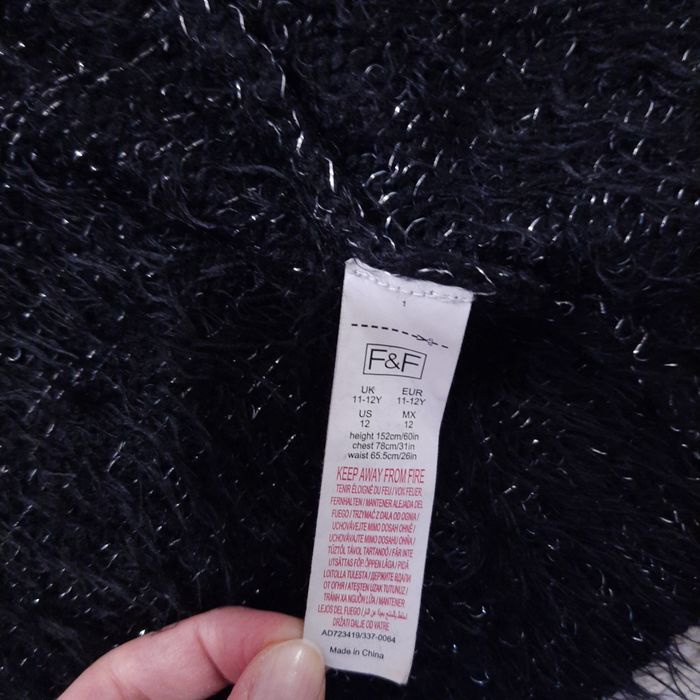 1
F&F
UK EUR
11-12Y 11-12Y
US MX
12 12
height 152cm/60in
chest 78cm/31in
waist 65.5cm/26in
KEEP AWAY FROM FIRE
TENIR ÉLOIGNÉ DU FEU / VOR FEUER
FERNHALTEN / MANTENER ALEJADA DEL
FUEGO / TRZYMAĆ Z DALA OD OGNIA /
UCHOVÁVEJTE MIMO DOSAH OHNĚ /
UCHOVÁVAJTE MIMO DOSAHU OHŇA /
TŰZTŐL TÁVOL TARTANDÓ / FÅR INTE
UTSÄTTAS FÖR ÖPPEN LÅGA / PIDÄ
LOITOLLA TULESTA / ДЕРЖИТЕ ВДАЛИ
ОТ ОГНЯ / ATEŞTEN UZAK TUTUNUZ /
TRÁNH XA NGUỒN LỬA / MANTENER
LEJOS DEL FUEGO /
DRŽATI DALJE OD VATRE
AD723419/337-0064
Made in China